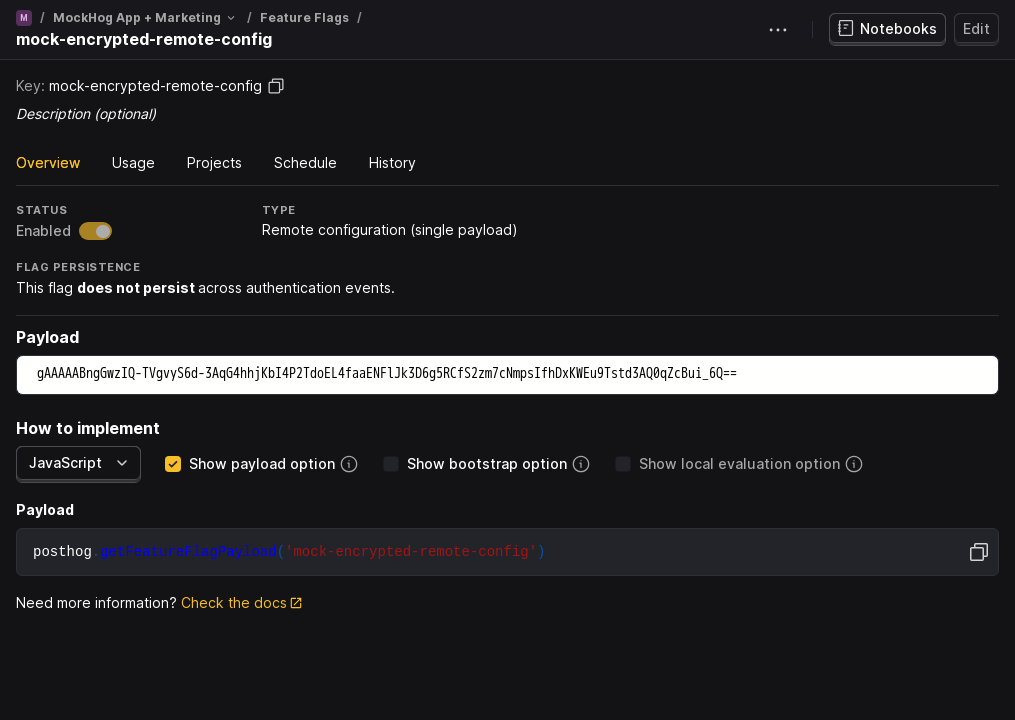 M / MockHog App + Marketing / Feature Flags /
mock-encrypted-remote-config
Notebooks
Edit
Key: mock-encrypted-remote-config
Description (optional)
Overview Usage Projects Schedule History
STATUS TYPE
Enabled Remote configuration (single payload)
FLAG PERSISTENCE
This flag does not persist across authentication events.
Payload
gAAAAABngGwzIQ-TVgvyS6d-3AqG4hhjKbI4P2TdoEL4faaENFlJk3D6g5RCfS2zm7cNmpsIfhDxKWEu9Tstd3AQ0qZcBui_6Q==
How to implement
JavaScript Show payload option Show bootstrap option Show local evaluation option
Payload
posthog.getFeatureFlagPayload('mock-encrypted-remote-config')
Need more information? Check the docs